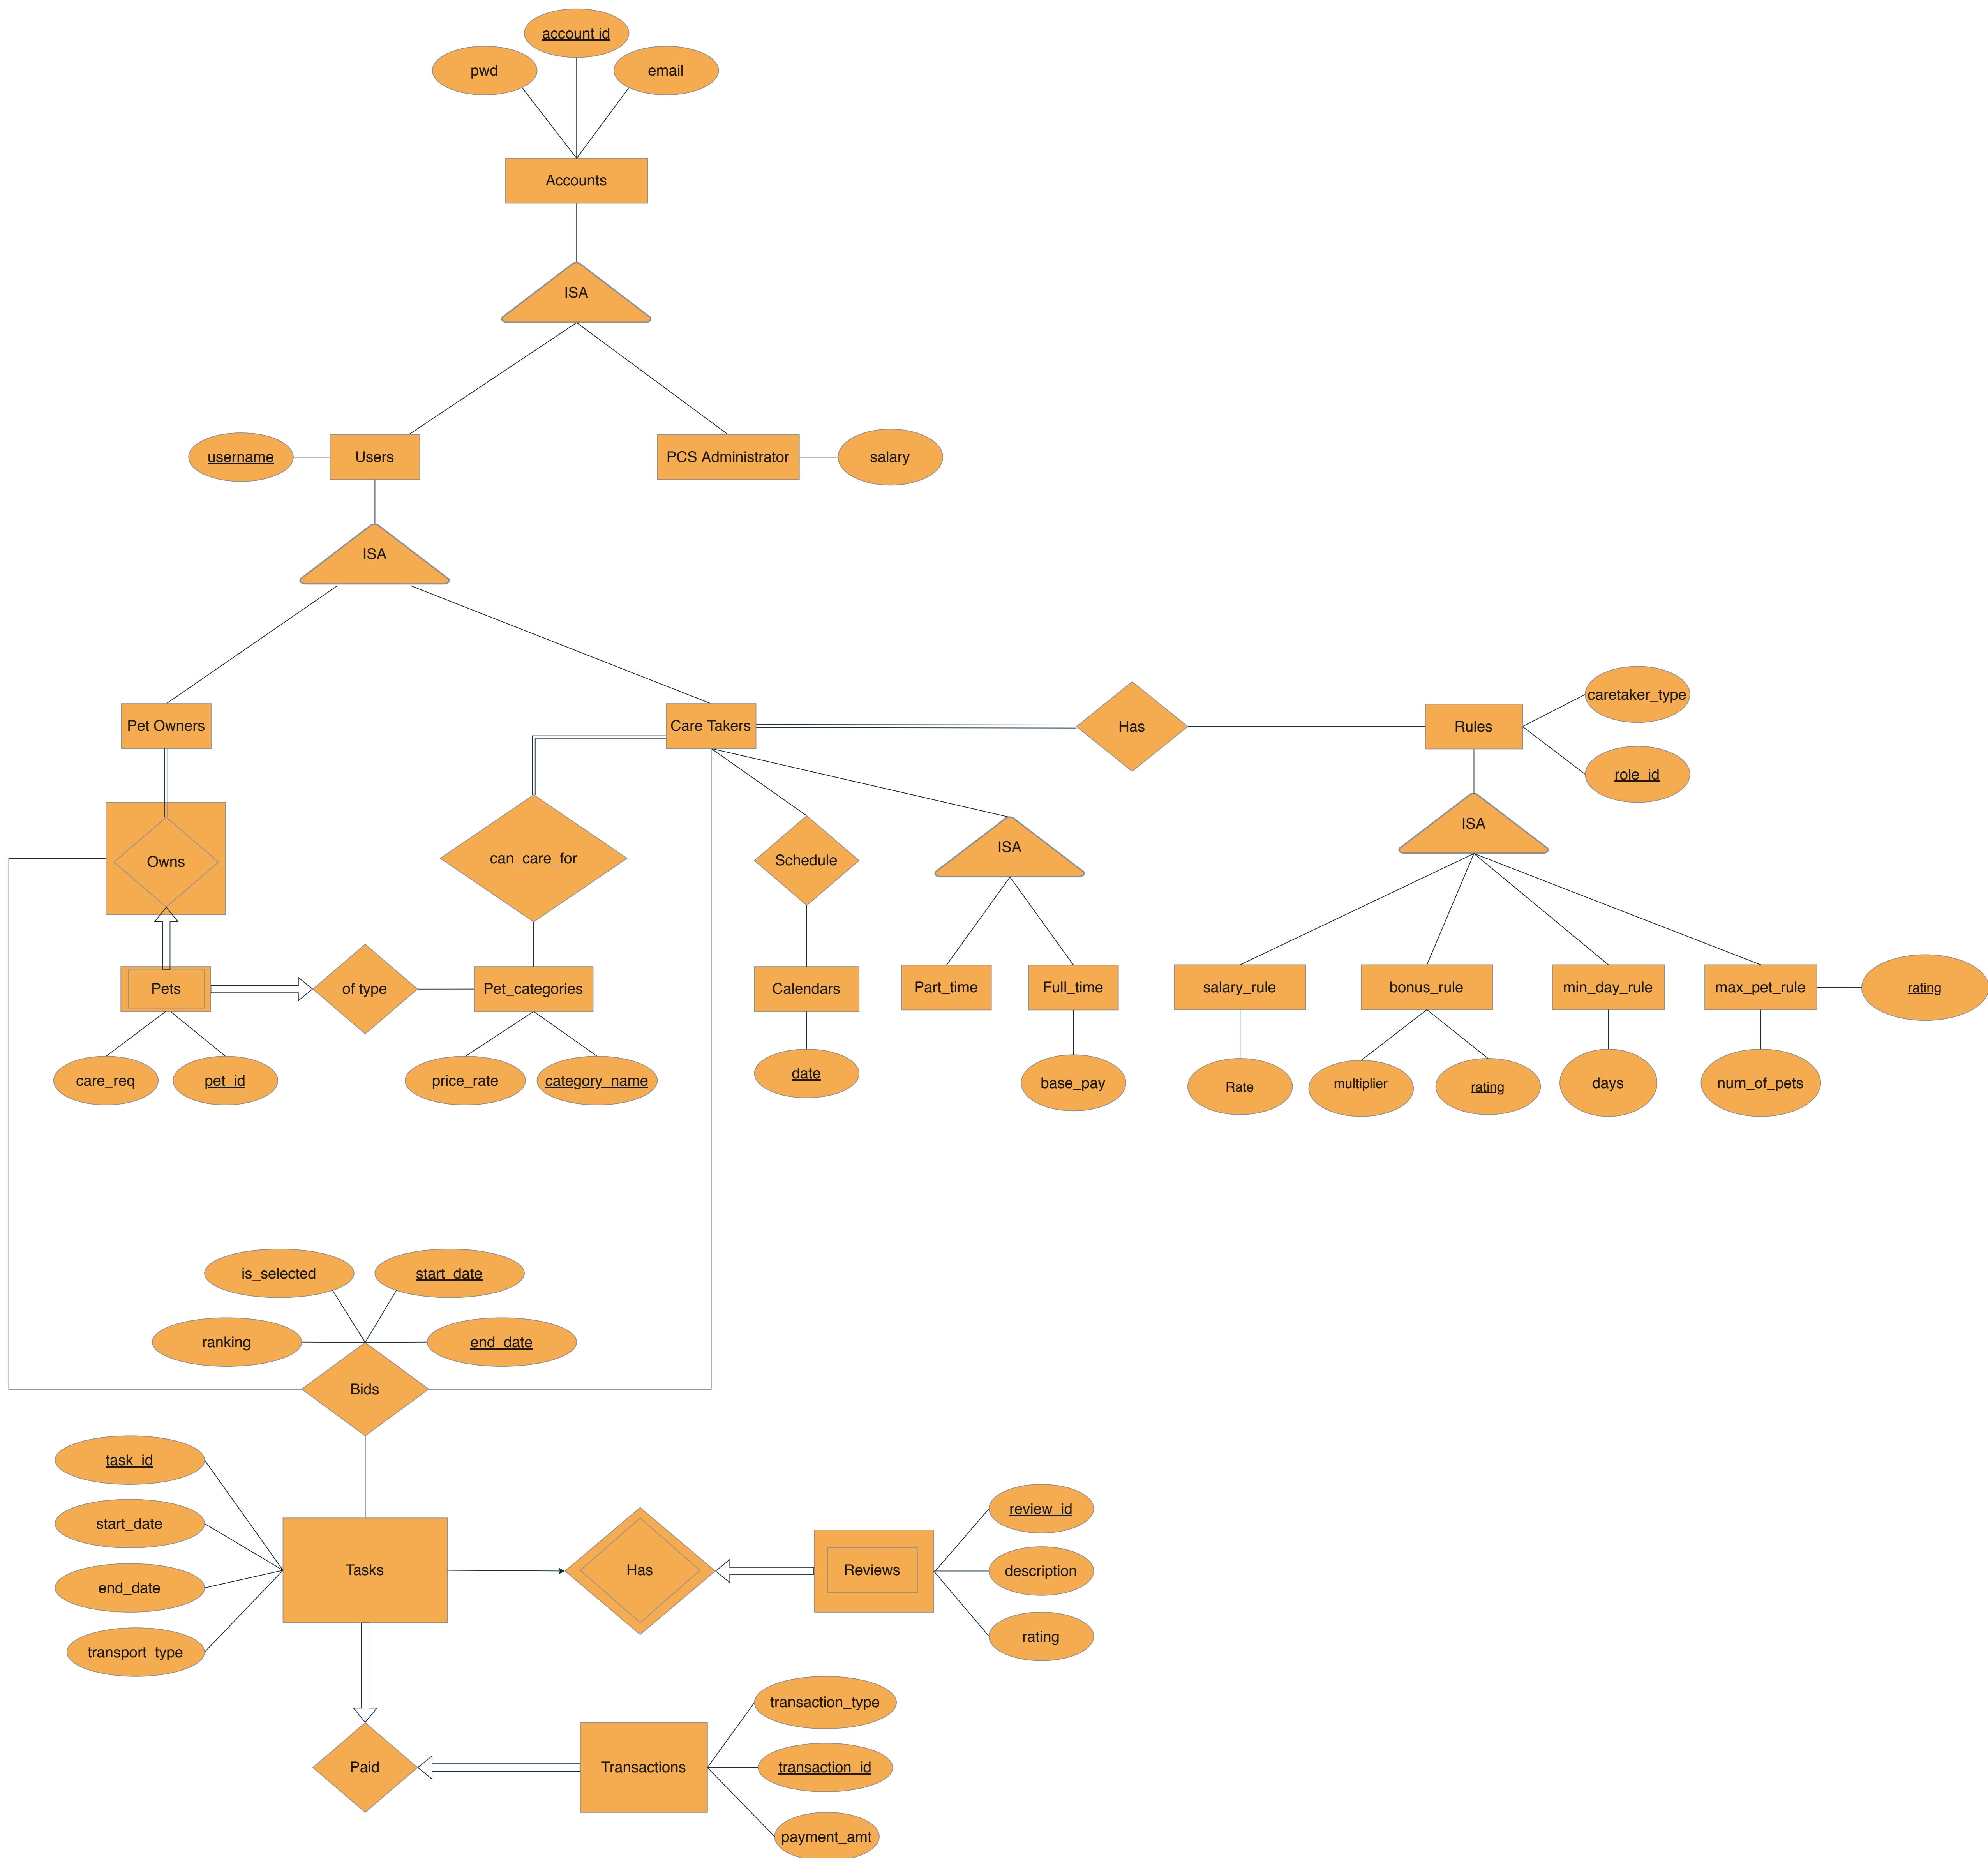 account id
pwd
email
Accounts
ISA
username
Users
PCS Administrator
salary
ISA
Pet Owners
Care Takers
Has
Rules
caretaker_type
role_id
Owns
can_care_for
Schedule
ISA
ISA
Pets
of type
Pet_categories
Calendars
Part_time
Full_time
salary_rule
bonus_rule
min_day_rule
max_pet_rule
rating
care_req
pet_id
price_rate
category_name
date
base_pay
Rate
multiplier
rating
days
num_of_pets
is_selected
start_date
ranking
end_date
Bids
task_id
start_date
end_date
transport_type
Tasks
Has
Reviews
review_id
description
rating
Paid
Transactions
transaction_type
transaction_id
payment_amt